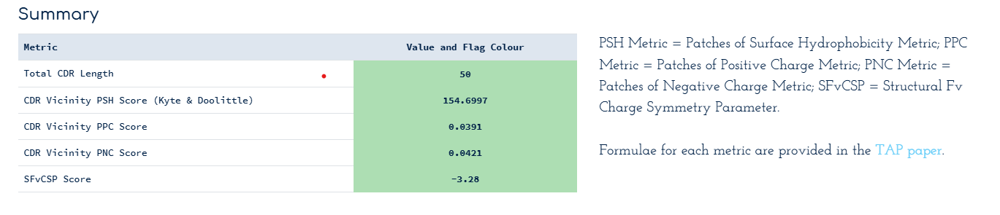 Summary
Metric Value and Flag Colour
Total CDR Length 50
CDR Vicinity PSH Score (Kyte & Doolittle) 154.6997
CDR Vicinity PPC Score 0.0391
CDR Vicinity PNC Score 0.0421
SFvCSP Score -3.28
PSH Metric = Patches of Surface Hydrophobicity Metric; PPC
Metric = Patches of Positive Charge Metric; PNC Metric =
Patches of Negative Charge Metric; SFvCSP = Structural Fv
Charge Symmetry Parameter.
Formulae for each metric are provided in the TAP paper.